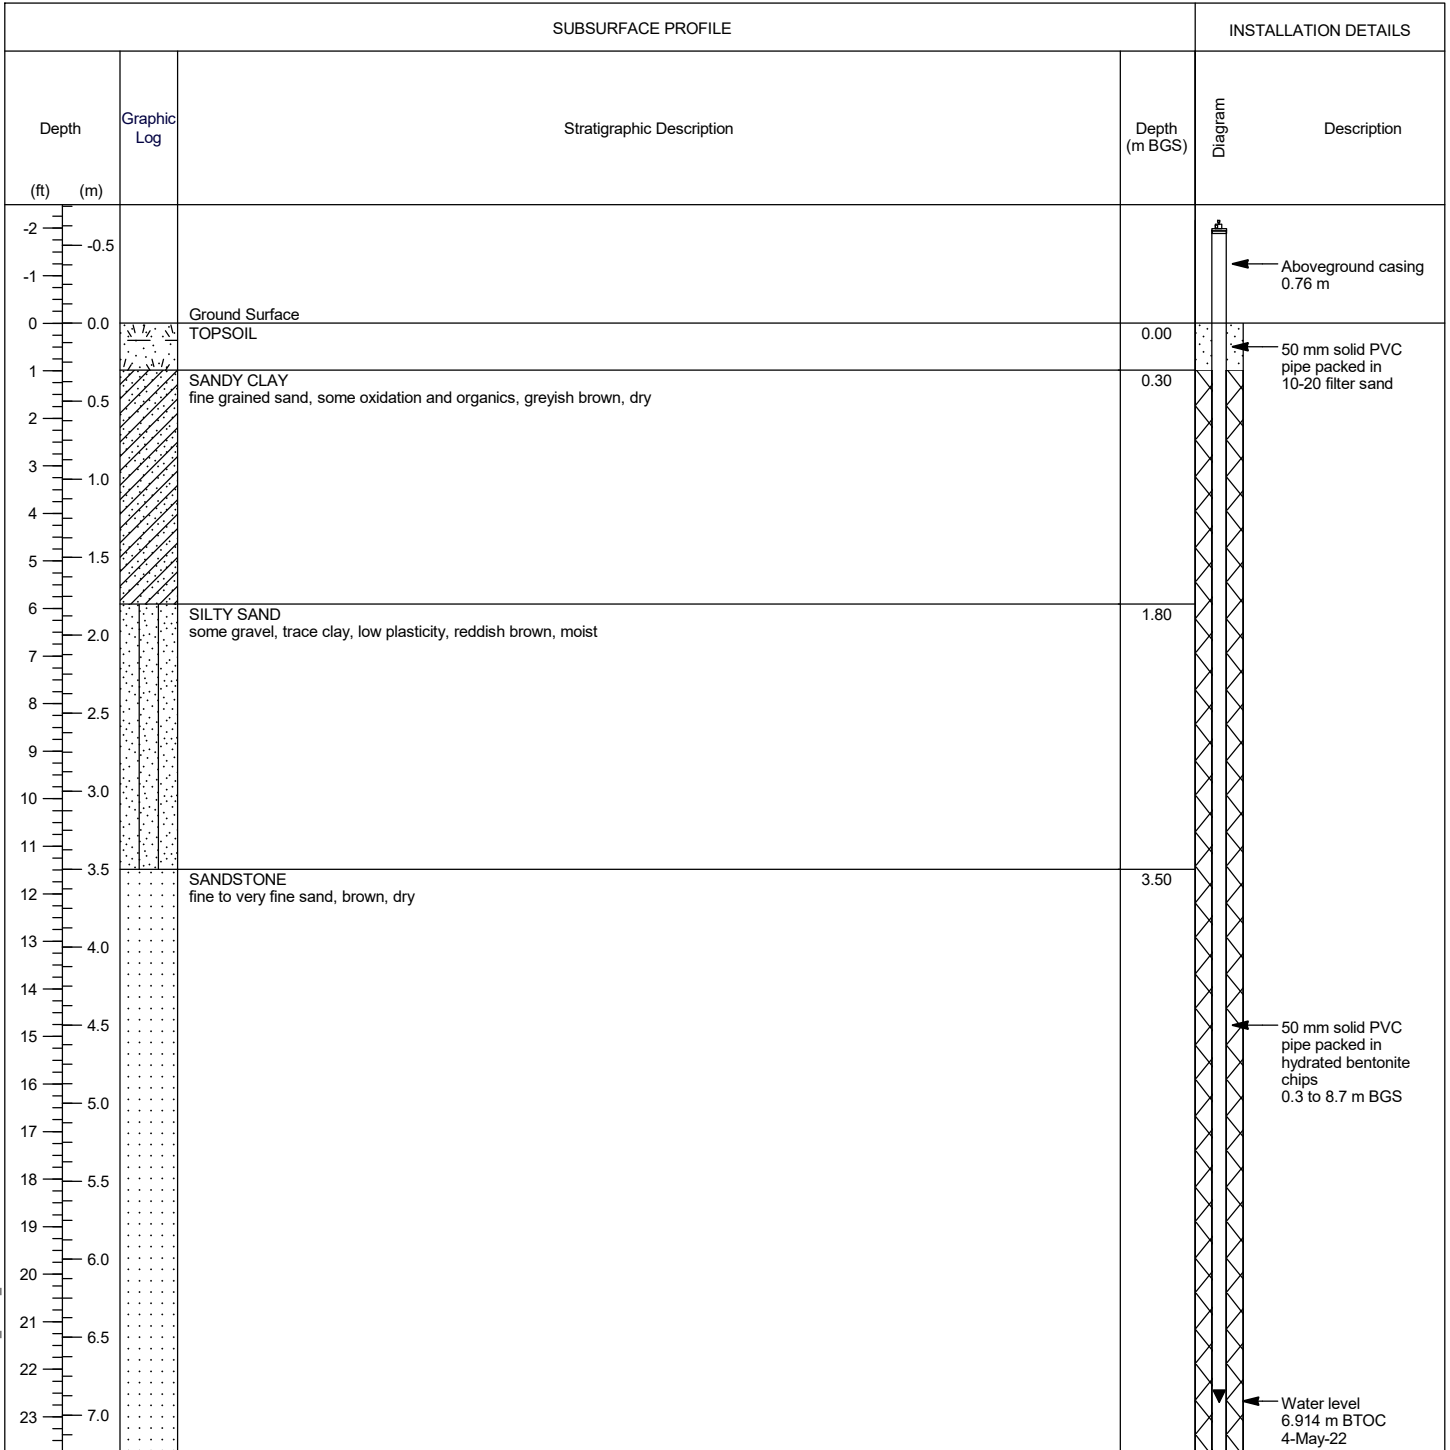 SUBSURFACE PROFILE
INSTALLATION DETAILS
Depth
Graphic
Log
Stratigraphic Description
Depth
(m BGS)
Diagram
Description
(ft) (m)
-2
-0.5
-1
Aboveground casing
0.76 m
Ground Surface
0
0.0
TOPSOIL
0.00
50 mm solid PVC
pipe packed in
10-20 filter sand
1
SANDY CLAY
0.30
fine grained sand, some oxidation and organics, greyish brown, dry
0.5
2
3
1.0
4
1.5
5
6
SILTY SAND
1.80
some gravel, trace clay, low plasticity, reddish brown, moist
2.0
7
8
2.5
9
3.0
10
11
3.5
SANDSTONE
3.50
fine to very fine sand, brown, dry
12
13
4.0
14
4.5
15
50 mm solid PVC
pipe packed in
hydrated bentonite
chips
0.3 to 8.7 m BGS
16
5.0
17
18
5.5
19
6.0
20
21
6.5
22
7.0
23
Water level
6.914 m BTOC
4-May-22